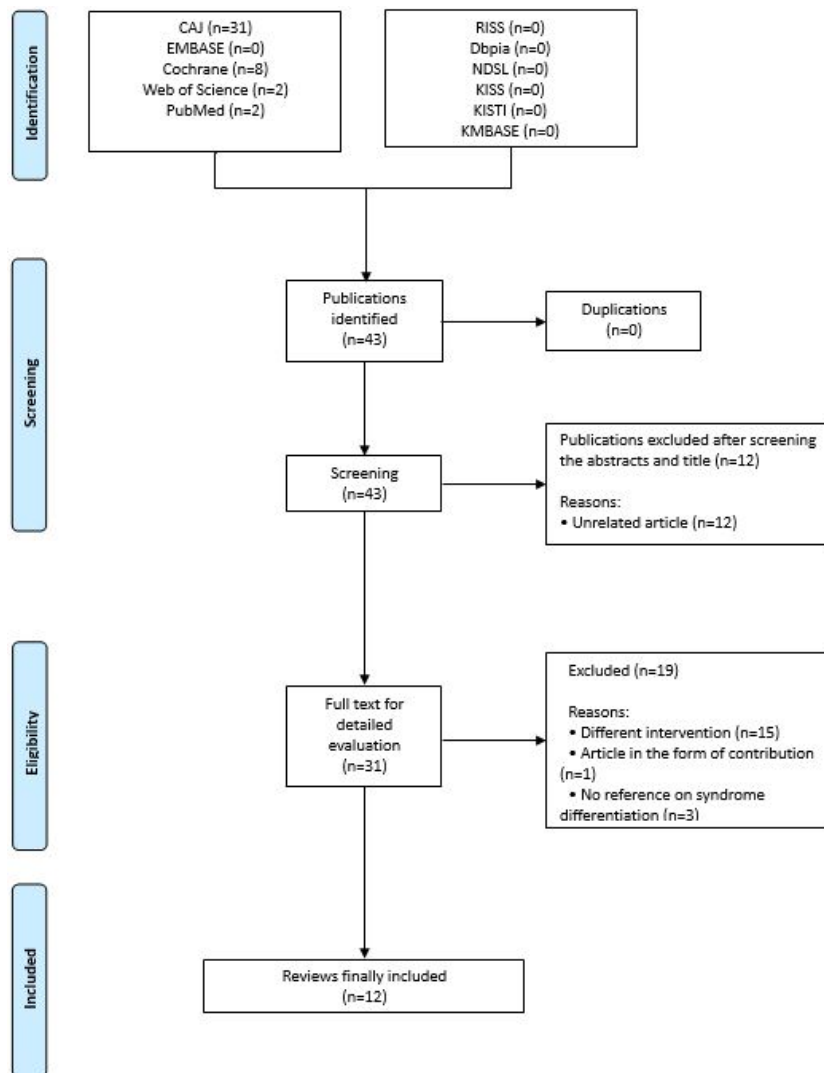 Identification
CAJ (n=31)
EMBASE (n=0)
Cochrane (n=8)
Web of Science (n=2)
PubMed (n=2)
RISS (n=0)
Dbpia (n=0)
NDSL (n=0)
KISS (n=0)
KISTI (n=0)
KMBASE (n=0)
Screening
Publications
identified
(n=43)
Duplications
(n=0)
Screening
(n=43)
Publications excluded after screening
the abstracts and title (n=12)
Reasons:
• Unrelated article (n=12)
Eligibility
Full text for
detailed
evaluation
(n=31)
Excluded (n=19)
Reasons:
• Different intervention (n=15)
• Article in the form of contribution
(n=1)
• No reference on syndrome
differentiation (n=3)
Included
Reviews finally included
(n=12)